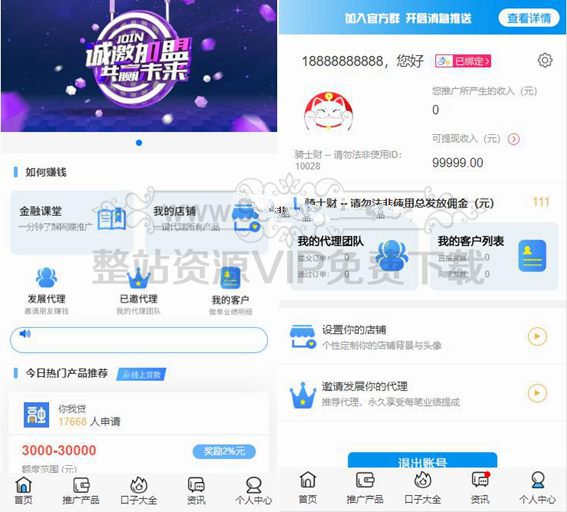 JOIN
诚邀加盟
共赢未来
如何赚钱
金融课堂
一分钟了解网赚推广
我的店铺
一键代理所有产品
发展代理
邀请朋友赚钱
已邀代理
我的代理团队
我的客户
做单业绩明细
今日热门产品推荐
线上贷款
融
你我贷
17668 人申请
3000-30000
奖励2%元
额度范围 (元)
首页
推广产品
口子大全
资讯
个人中心
加入官方群 开启消息推送
查看详情
18888888888，您好
已绑定>
您推广所产生的收入（元）
0
可提现收入（元）
99999.00
骑士财 -- 请勿法非使用ID：
10028
骑士财 -- 请勿法非使用总发放佣金（元）
111
我的代理团队
提交订单： 0
通过订单： 0
我的客户列表
直接发展： 0
间接发展： 0
设置你的店铺
个性定制你的店铺背景与头像
邀请发展你的代理
推荐代理，永久享受每笔业绩提成
退出账号
首页
推广产品
口子大全
资讯
个人中心
整站资源VIP免费下载